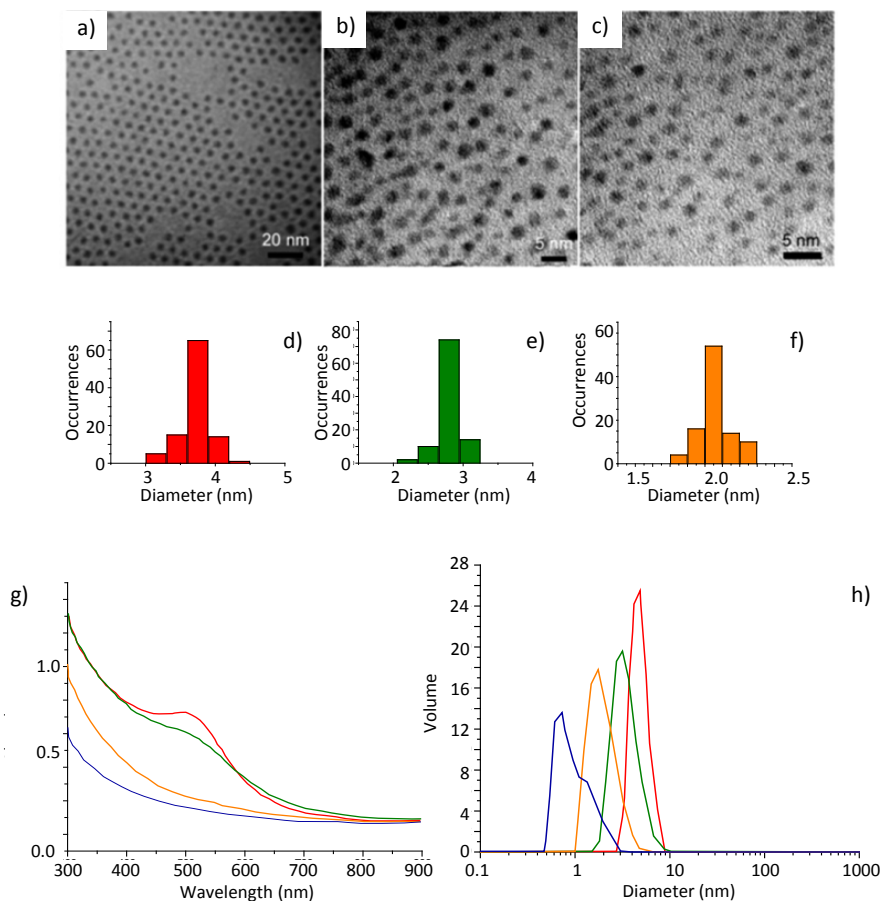 a)
b)
c)
20 nm
5 nm
5 nm
d)
e)
f)
Occurrences
60
40
20
0
3
4
5
Diameter (nm)
Occurrences
80
60
40
20
0
2
3
4
Diameter (nm)
Occurrences
60
40
20
0
1.5
2.0
2.5
Diameter (nm)
g)
1.0
0.5
0.0
300
400
500
600
700
800
900
Wavelength (nm)
h)
Volume
28
24
20
16
12
8
4
0
0.1
1
10
100
1000
Diameter (nm)